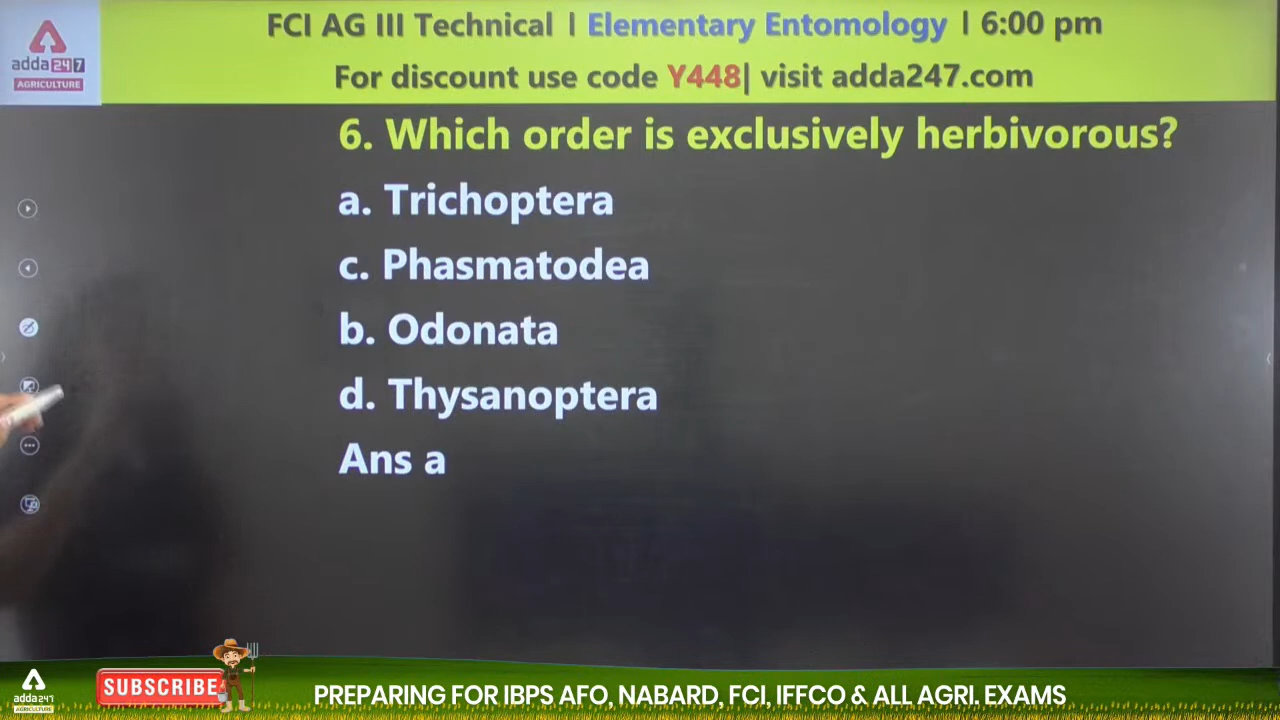 FCI AG III Technical I Elementary Entomology I 6:00 pm
For discount use code Y448| visit adda247.com
adda247
AGRICULTURE
6. Which order is exclusively herbivorous?
a. Trichoptera
c. Phasmatodea
b. Odonata
d. Thysanoptera
Ans a
adda247
AGRICULTURE
SUBSCRIBE
PREPARING FOR IBPS AFO, NABARD, FCI, IFFCO & ALL AGRI. EXAMS